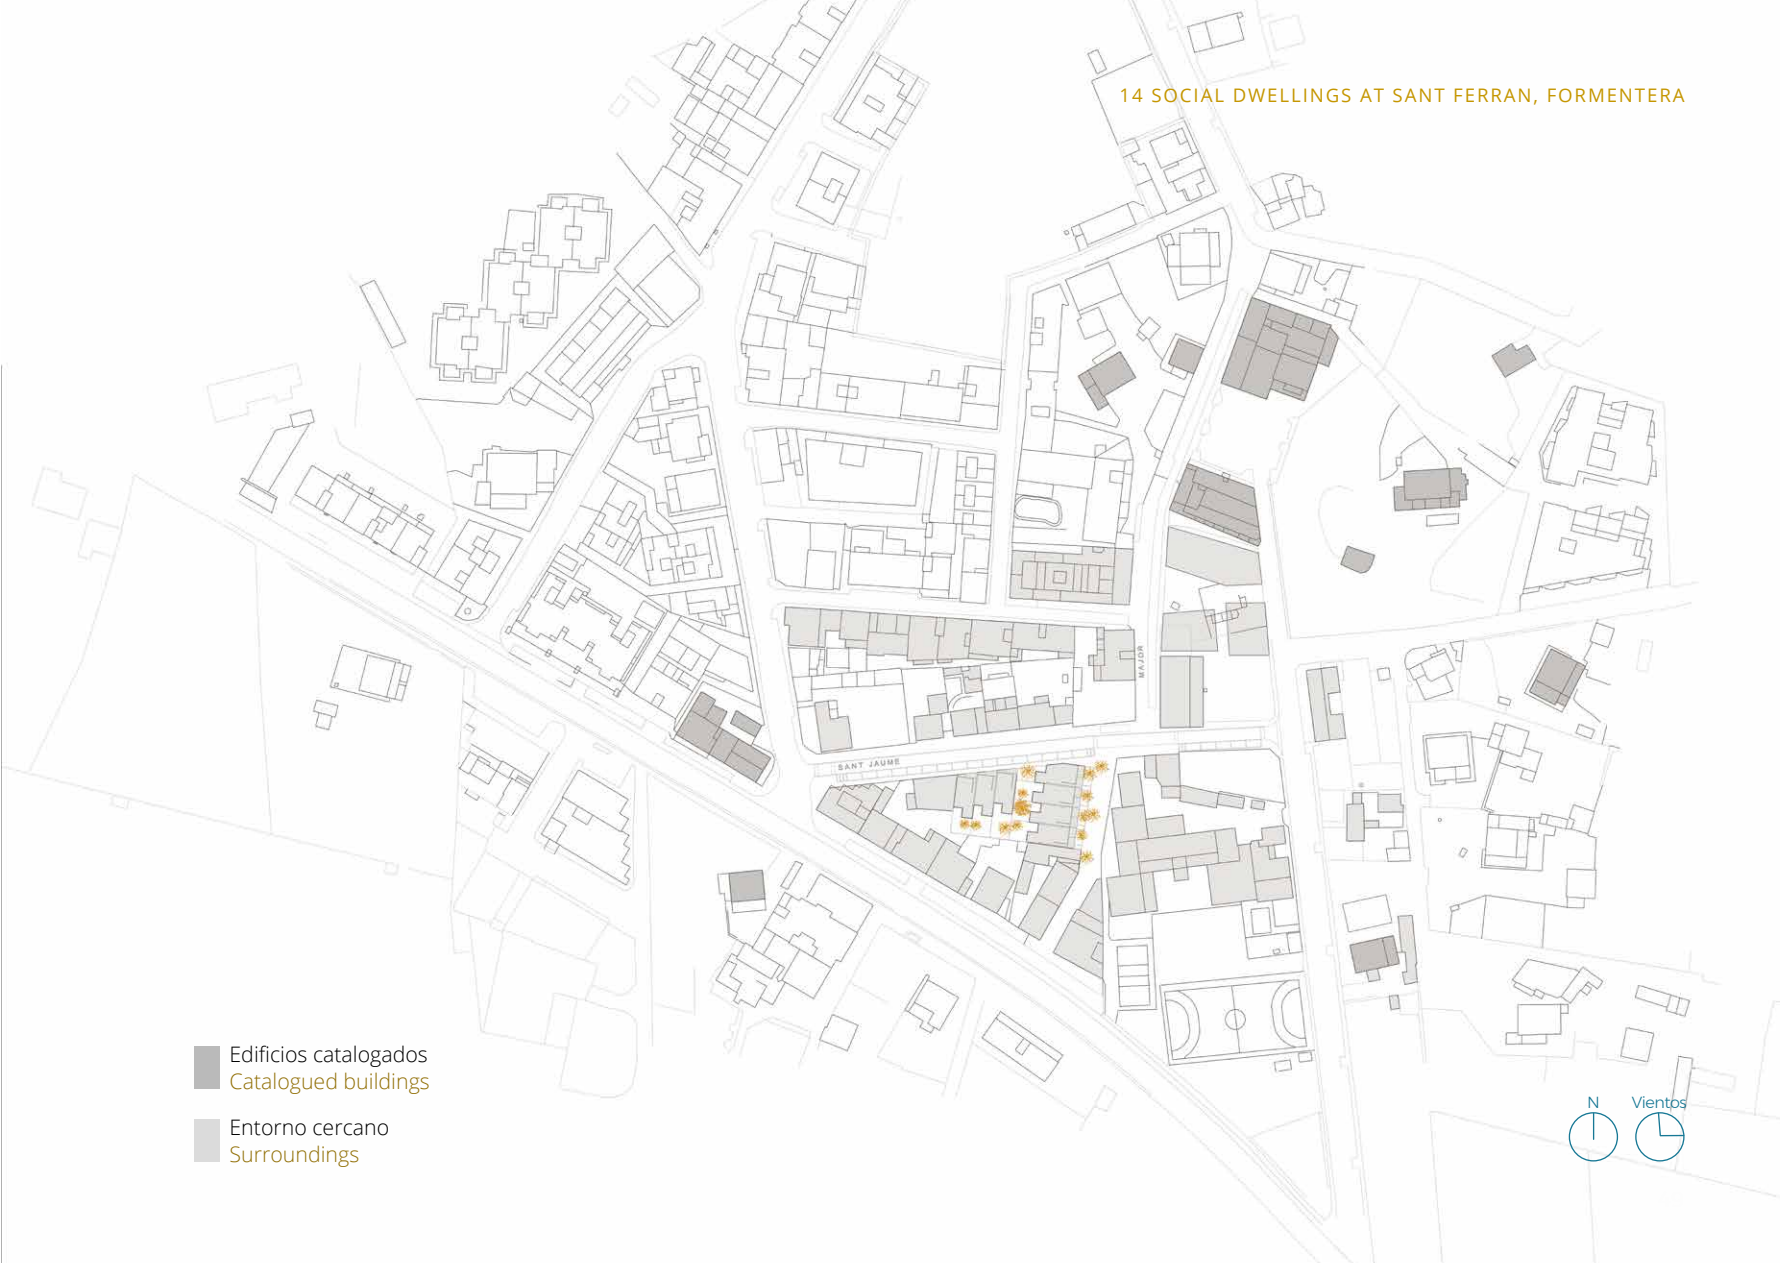 14 SOCIAL DWELLINGS AT SANT FERRAN, FORMENTERA
MAJOR
SANT JAUME
Edificios catalogados
Catalogued buildings
Entorno cercano
Surroundings
N
Vientos